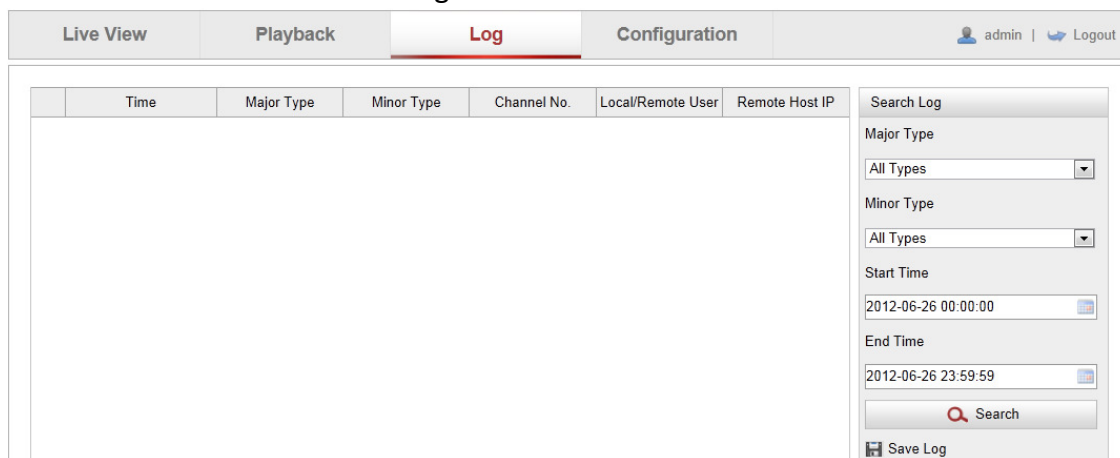 Live View Playback Log Configuration admin | Logout
Time Major Type Minor Type Channel No. Local/Remote User Remote Host IP
Search Log
Major Type
All Types
Minor Type
All Types
Start Time
2012-06-26 00:00:00
End Time
2012-06-26 23:59:59
Search
Save Log